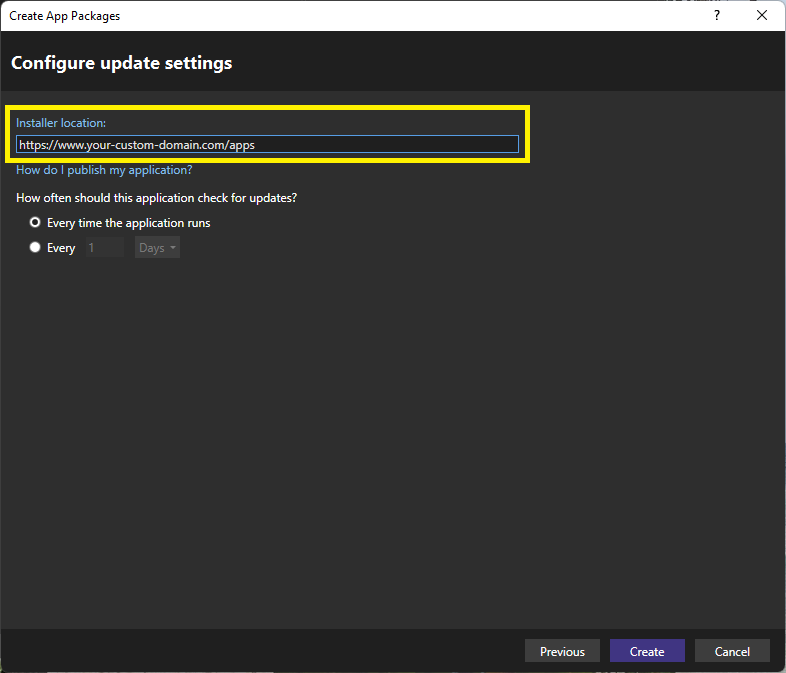 Create App Packages
?
Configure update settings
Installer location:
https://www.your-custom-domain.com/apps
How do I publish my application?
How often should this application check for updates?
Every time the application runs
Every 1 Days
Previous Create Cancel